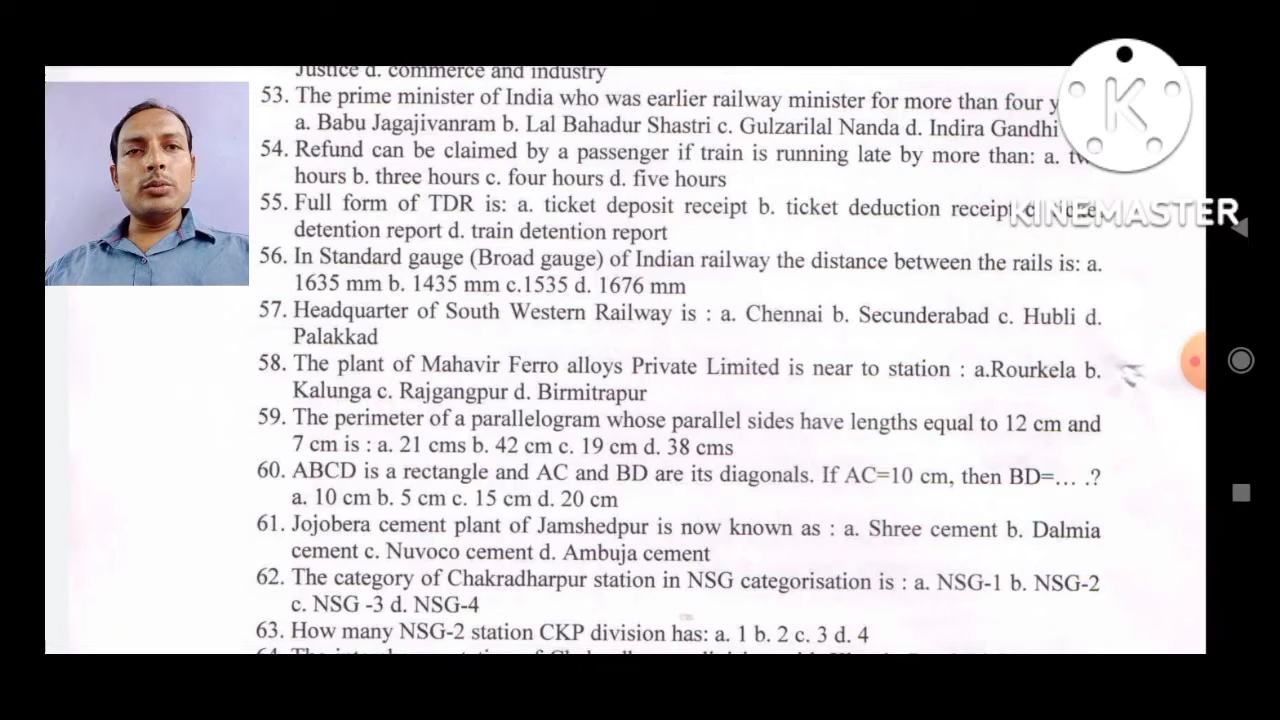 Justice d. commerce and industry
53. The prime minister of India who was earlier railway minister for more than four
a. Babu Jagajivanram b. Lal Bahadur Shastri c. Gulzarilal Nanda d. Indira Gandhi
54. Refund can be claimed by a passenger if train is running late by more than: a.
hours b. three hours c. four hours d. five hours
55. Full form of TDR is: a. ticket deposit receipt b. ticket deduction receipt
detention report d. train detention report
56. In Standard gauge (Broad gauge) of Indian railway the distance between the rails is: a.
1635 mm b. 1435 mm c.1535 d. 1676 mm
57. Headquarter of South Western Railway is : a. Chennai b. Secunderabad c. Hubli d.
Palakkad
58. The plant of Mahavir Ferro alloys Private Limited is near to station : a.Rourkela b.
Kalunga c. Rajgangpur d. Birmitrapur
59. The perimeter of a parallelogram whose parallel sides have lengths equal to 12 cm and
7 cm is : a. 21 cms b. 42 cm c. 19 cm d. 38 cms
60. ABCD is a rectangle and AC and BD are its diagonals. If AC=10 cm, then BD=... .?
a. 10 cm b. 5 cm c. 15 cm d. 20 cm
61. Jojobera cement plant of Jamshedpur is now known as : a. Shree cement b. Dalmia
cement c. Nuvoco cement d. Ambuja cement
62. The category of Chakradharpur station in NSG categorisation is : a. NSG-1 b. NSG-2
c. NSG -3 d. NSG-4
63. How many NSG-2 station CKP division has: a. 1 b. 2 c. 3 d. 4
K
KINEMASTER